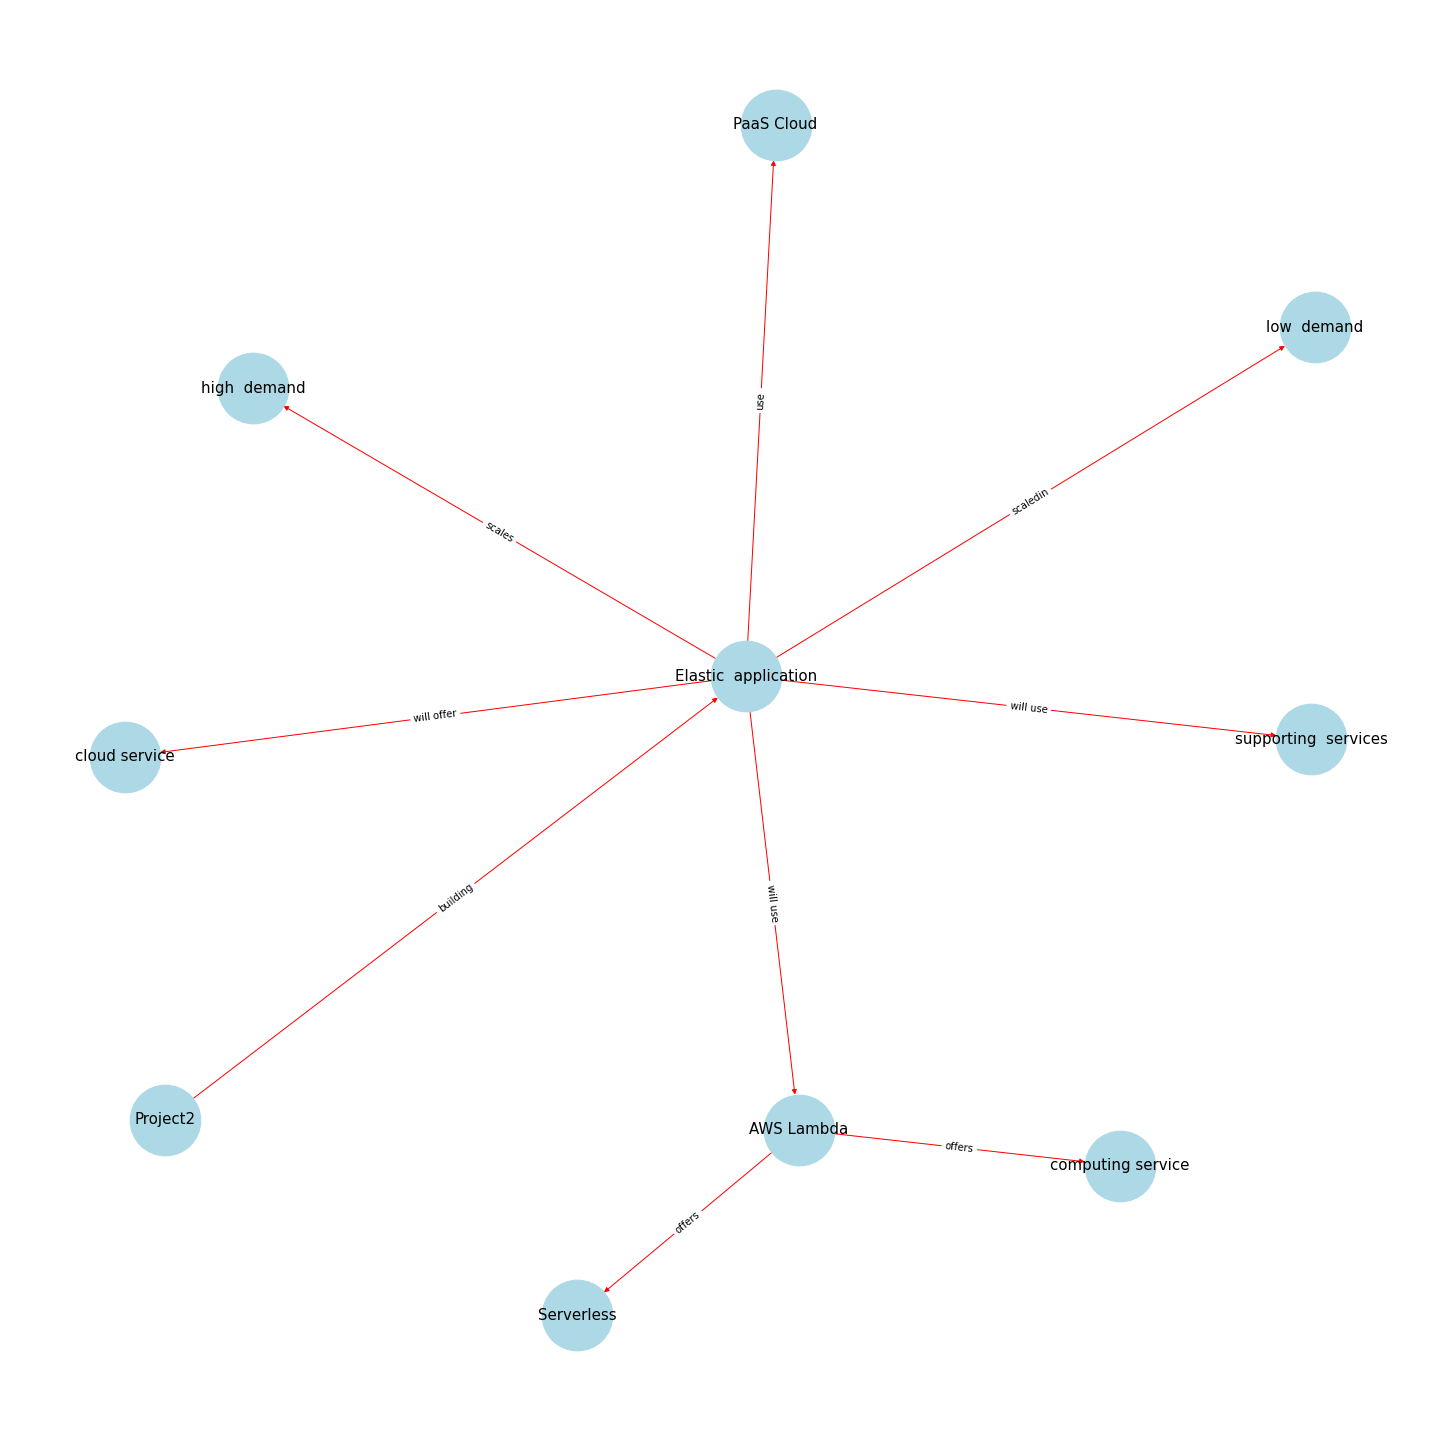 PaaS Cloud
low  demand
high  demand
use
scaledin
scales
Elastic  application
will use
will offer
supporting  services
cloud service
building
will use
Project2
AWS Lambda
offers
computing service
offers
Serverless